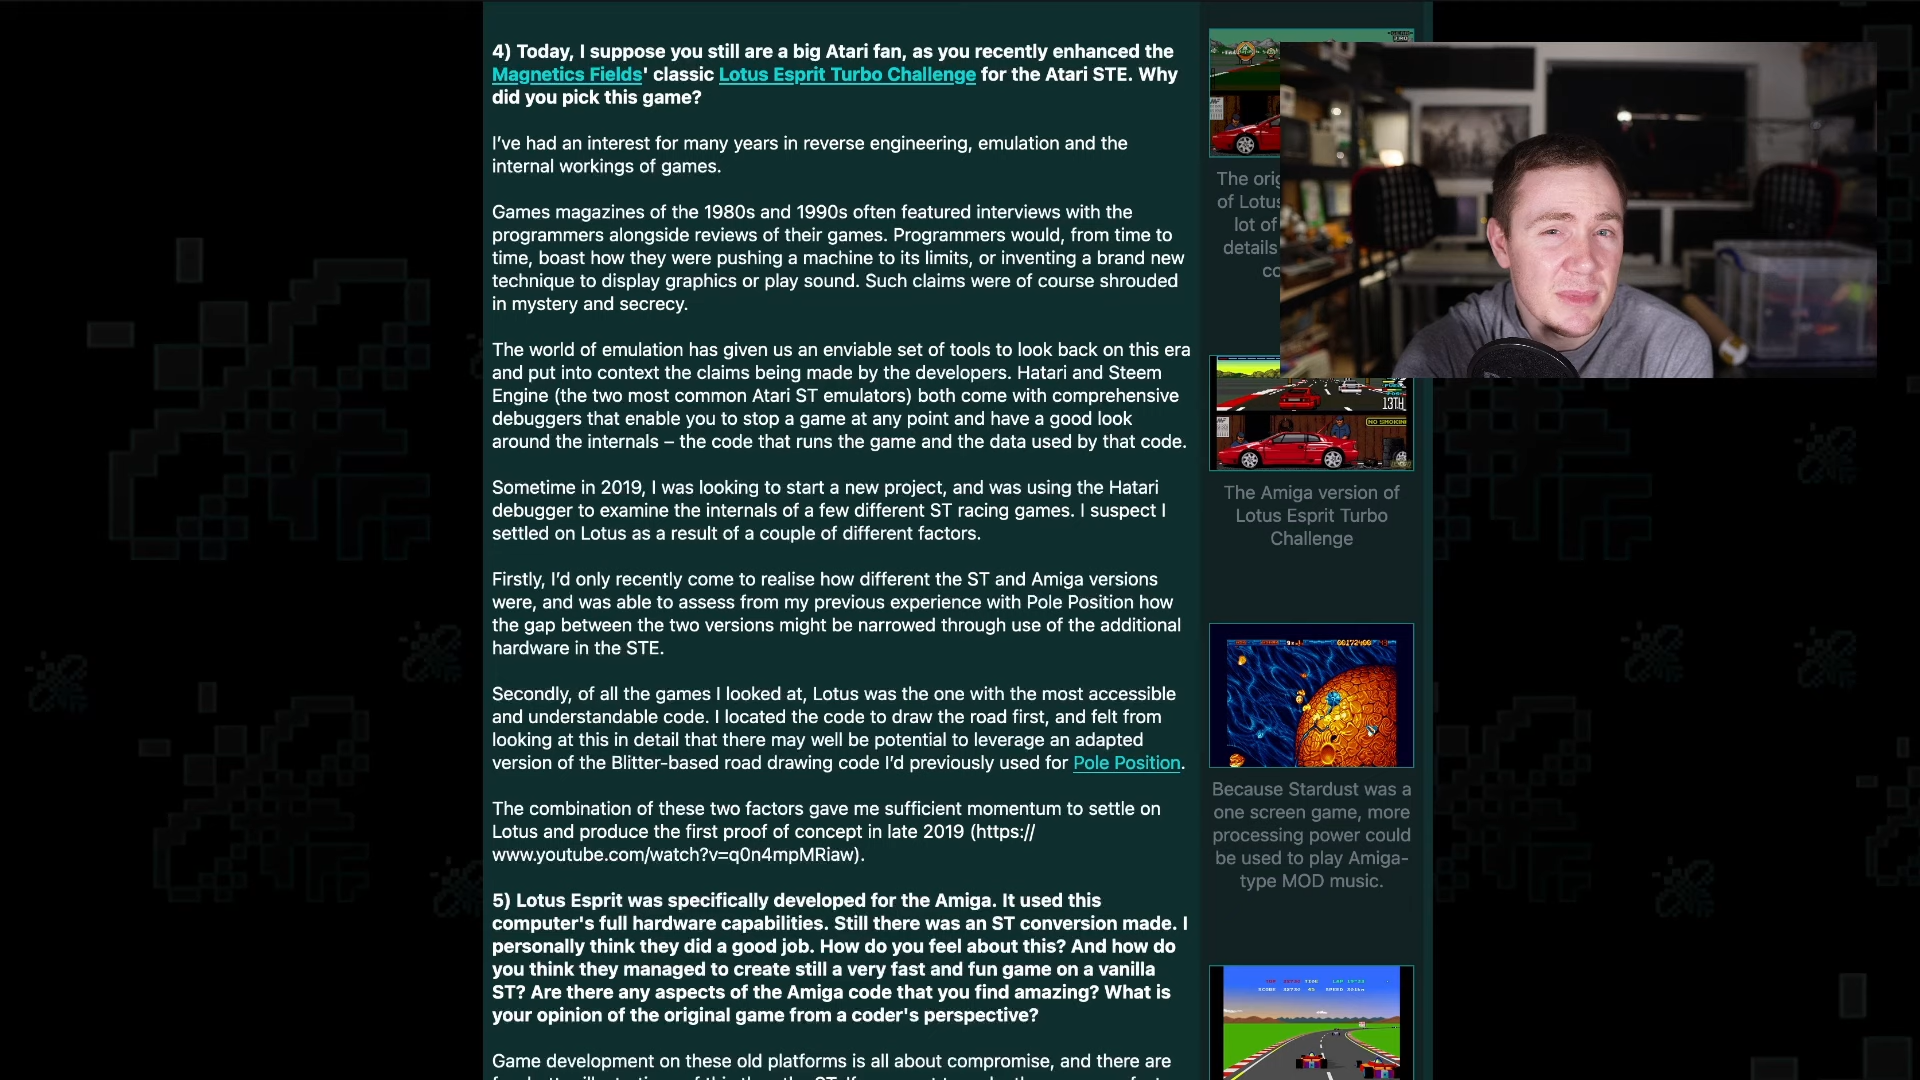 4) Today, I suppose you still are a big Atari fan, as you recently enhanced the
Magnetics Fields' classic Lotus Esprit Turbo Challenge for the Atari STE. Why
did you pick this game?
I've had an interest for many years in reverse engineering, emulation and the
internal workings of games.
Games magazines of the 1980s and 1990s often featured interviews with the
programmers alongside reviews of their games. Programmers would, from time to
time, boast how they were pushing a machine to its limits, or inventing a brand new
technique to display graphics or play sound. Such claims were of course shrouded
in mystery and secrecy.
The world of emulation has given us an enviable set of tools to look back on this era
and put into context the claims being made by the developers. Hatari and Steem
Engine (the two most common Atari ST emulators) both come with comprehensive
debuggers that enable you to stop a game at any point and have a good look
around the internals – the code that runs the game and the data used by that code.
Sometime in 2019, I was looking to start a new project, and was using the Hatari
debugger to examine the internals of a few different ST racing games. I suspect I
settled on Lotus as a result of a couple of different factors.
Firstly, I'd only recently come to realise how different the ST and Amiga versions
were, and was able to assess from my previous experience with Pole Position how
the gap between the two versions might be narrowed through use of the additional
hardware in the STE.
Secondly, of all the games I looked at, Lotus was the one with the most accessible
and understandable code. I located the code to draw the road first, and felt from
looking at this in detail that there may well be potential to leverage an adapted
version of the Blitter-based road drawing code I'd previously used for Pole Position.
The combination of these two factors gave me sufficient momentum to settle on
Lotus and produce the first proof of concept in late 2019 (https://
www.youtube.com/watch?v=q0n4mpMRiaw).
5) Lotus Esprit was specifically developed for the Amiga. It used this
computer's full hardware capabilities. Still there was an ST conversion made. I
personally think they did a good job. How do you feel about this? And how do
you think they managed to create still a very fast and fun game on a vanilla
ST? Are there any aspects of the Amiga code that you find amazing? What is
your opinion of the original game from a coder's perspective?
Game development on these old platforms is all about compromise, and there are
The orig
of Lotus
lot of
details
co
13TH
NO SMOKIN
The Amiga version of
Lotus Esprit Turbo
Challenge
Because Stardust was a
one screen game, more
processing power could
be used to play Amiga-
type MOD music.